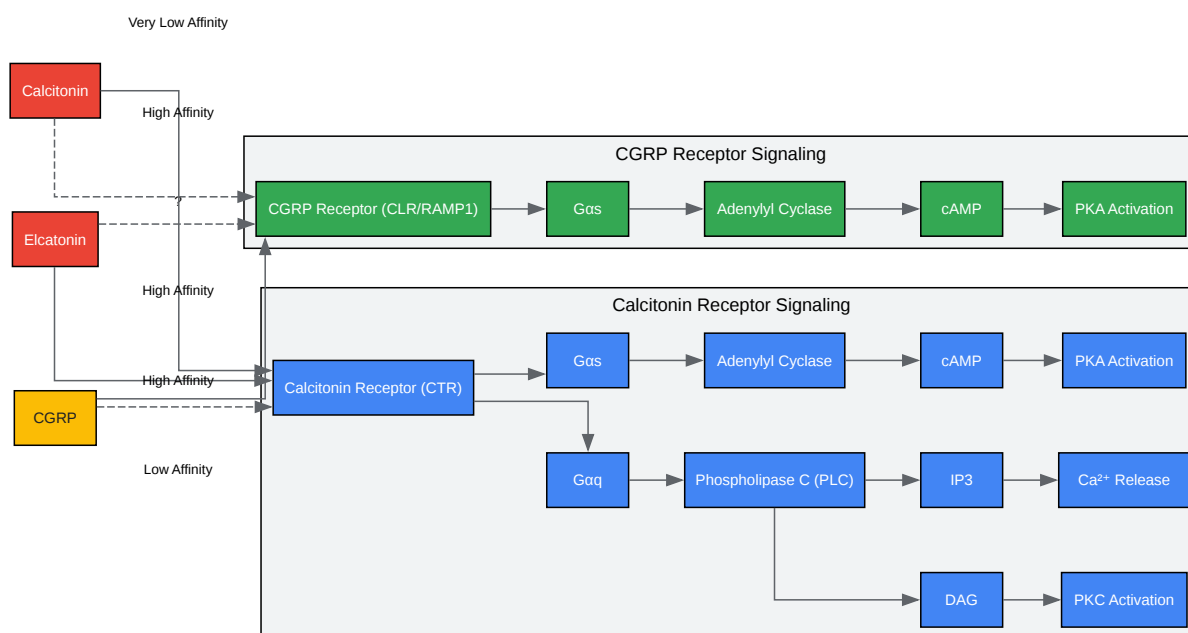 Very Low Affinity
Calcitonin
High Affinity
CGRP Receptor Signaling
?
CGRP Receptor (CLR/RAMP1)
Gαs
Adenylyl Cyclase
cAMP
PKA Activation
Elcatonin
High Affinity
Calcitonin Receptor Signaling
Gαs
Adenylyl Cyclase
cAMP
PKA Activation
High Affinity
Calcitonin Receptor (CTR)
CGRP
Low Affinity
Gαq
Phospholipase C (PLC)
IP3
Ca²⁺ Release
DAG
PKC Activation